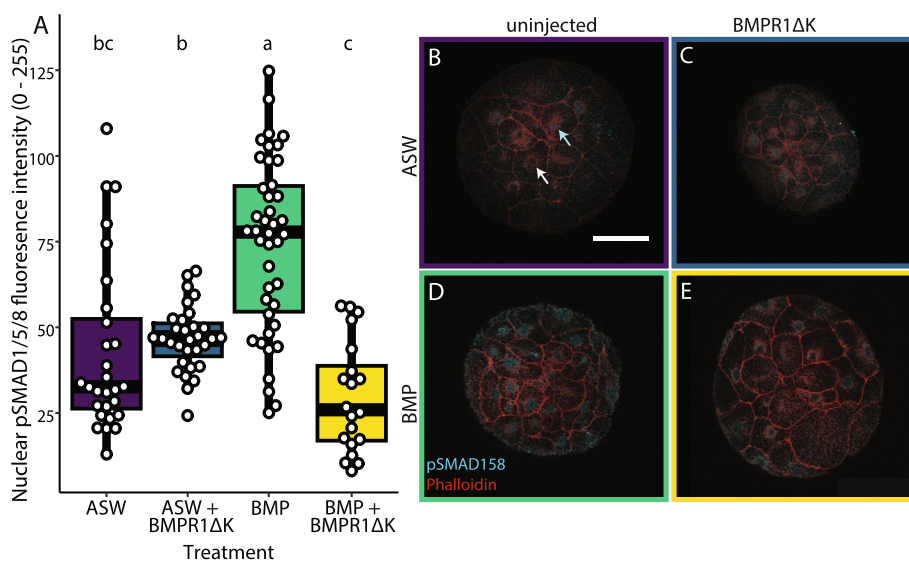 A
Nuclear pSMAD1/5/8 fluoresence intensity (0 - 255)
125
100
75
50
25
bc
b
a
c
ASW
ASW +
BMPR1ΔK
BMP
BMP +
BMPR1ΔK
Treatment
uninjected
BMPR1ΔK
ASW
BMP
B
C
D
pSMAD158
Phalloidin
E